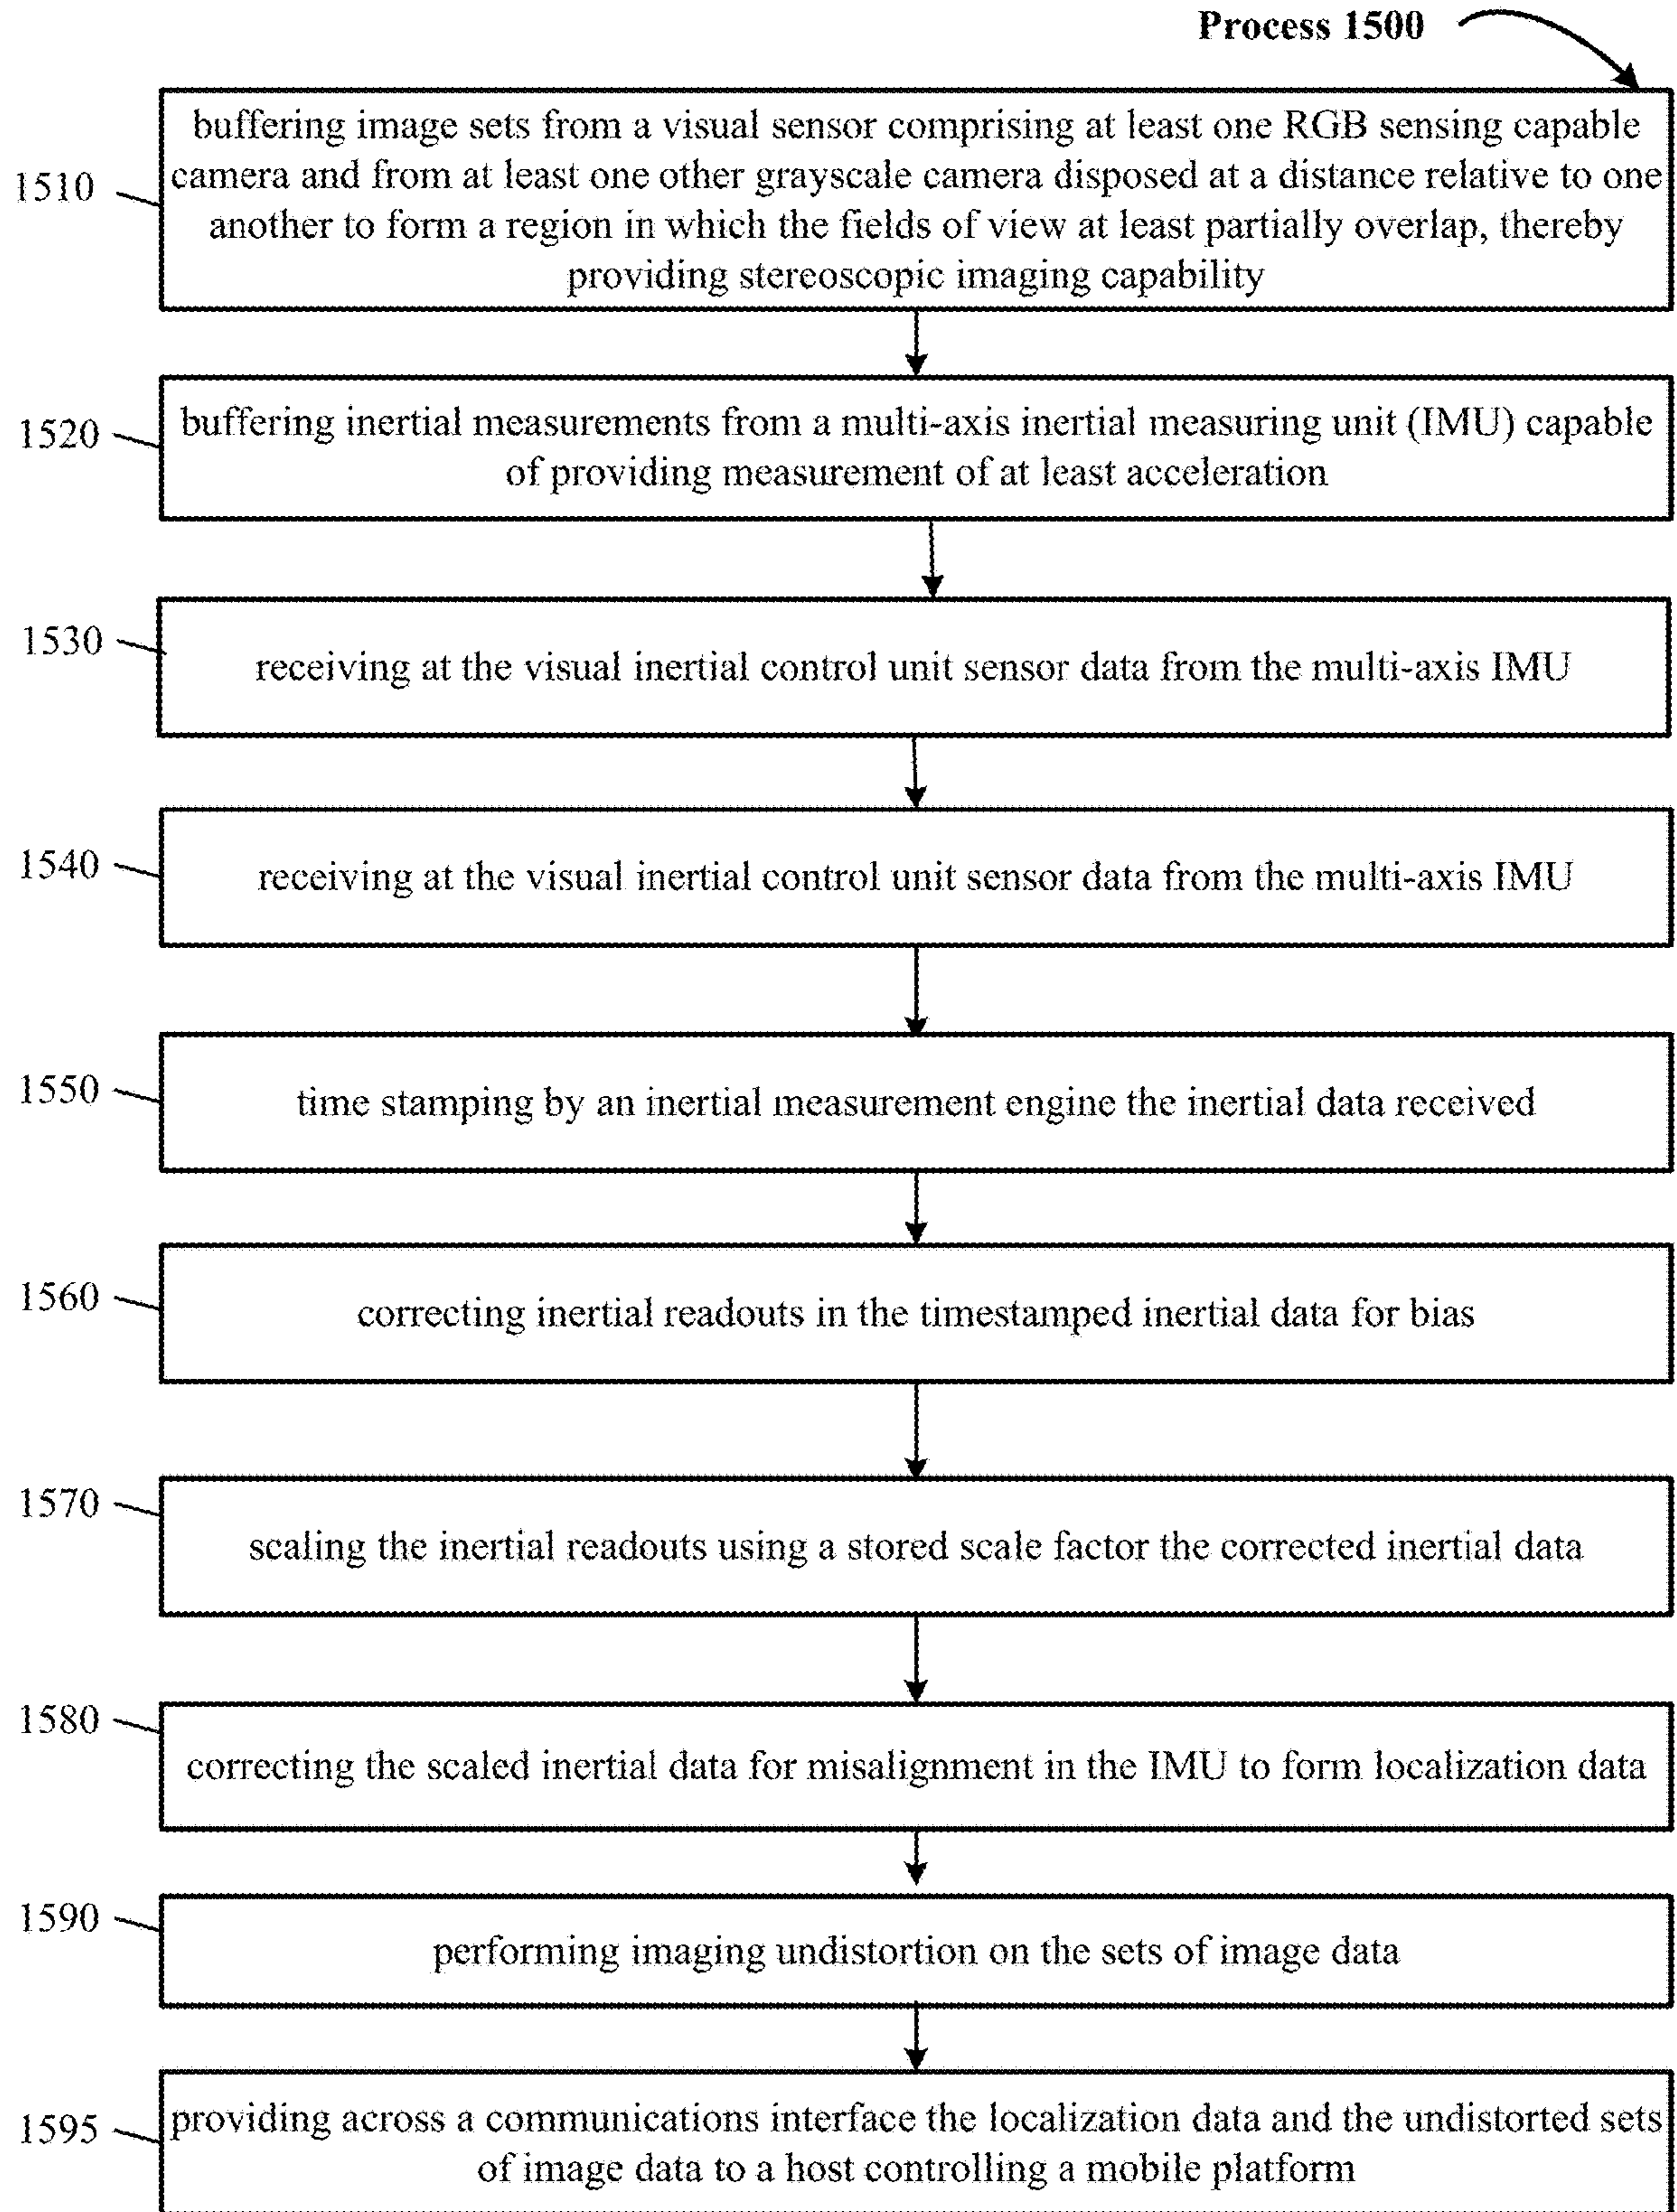 Process 1500
1510
buffering image sets from a visual sensor comprising at least one RGB sensing capable
camera and from at least one other grayscale camera disposed at a distance relative to one
another to form a region in which the fields of view at least partially overlap, thereby
providing stereoscopic imaging capability
1520
buffering inertial measurements from a multi-axis inertial measuring unit (IMU) capable
of providing measurement of at least acceleration
1530
receiving at the visual inertial control unit sensor data from the multi-axis IMU
1540
receiving at the visual inertial control unit sensor data from the multi-axis IMU
1550
time stamping by an inertial measurement engine the inertial data received
1560
correcting inertial readouts in the timestamped inertial data for bias
1570
scaling the inertial readouts using a stored scale factor the corrected inertial data
1580
correcting the scaled inertial data for misalignment in the IMU to form localization data
1590
performing imaging undistortion on the sets of image data
1595
providing across a communications interface the localization data and the undistorted sets
of image data to a host controlling a mobile platform